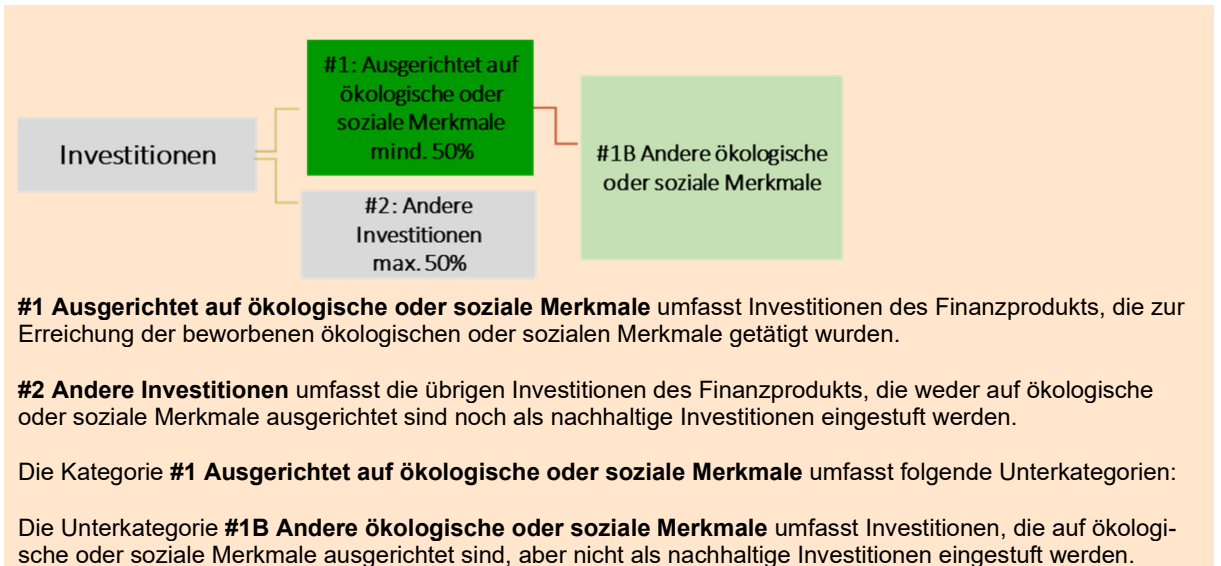 #1: Ausgerichtet auf
ökologische oder
soziale Merkmale
mind. 50%
Investitionen
#1B Andere ökologische
oder soziale Merkmale
#2: Andere
Investitionen
max. 50%
#1 Ausgerichtet auf ökologische oder soziale Merkmale umfasst Investitionen des Finanzprodukts, die zur
Erreichung der beworbenen ökologischen oder sozialen Merkmale getätigt wurden.
#2 Andere Investitionen umfasst die übrigen Investitionen des Finanzprodukts, die weder auf ökologische
oder soziale Merkmale ausgerichtet sind noch als nachhaltige Investitionen eingestuft werden.
Die Kategorie #1 Ausgerichtet auf ökologische oder soziale Merkmale umfasst folgende Unterkategorien:
Die Unterkategorie #1B Andere ökologische oder soziale Merkmale umfasst Investitionen, die auf ökologi-
sche oder soziale Merkmale ausgerichtet sind, aber nicht als nachhaltige Investitionen eingestuft werden.